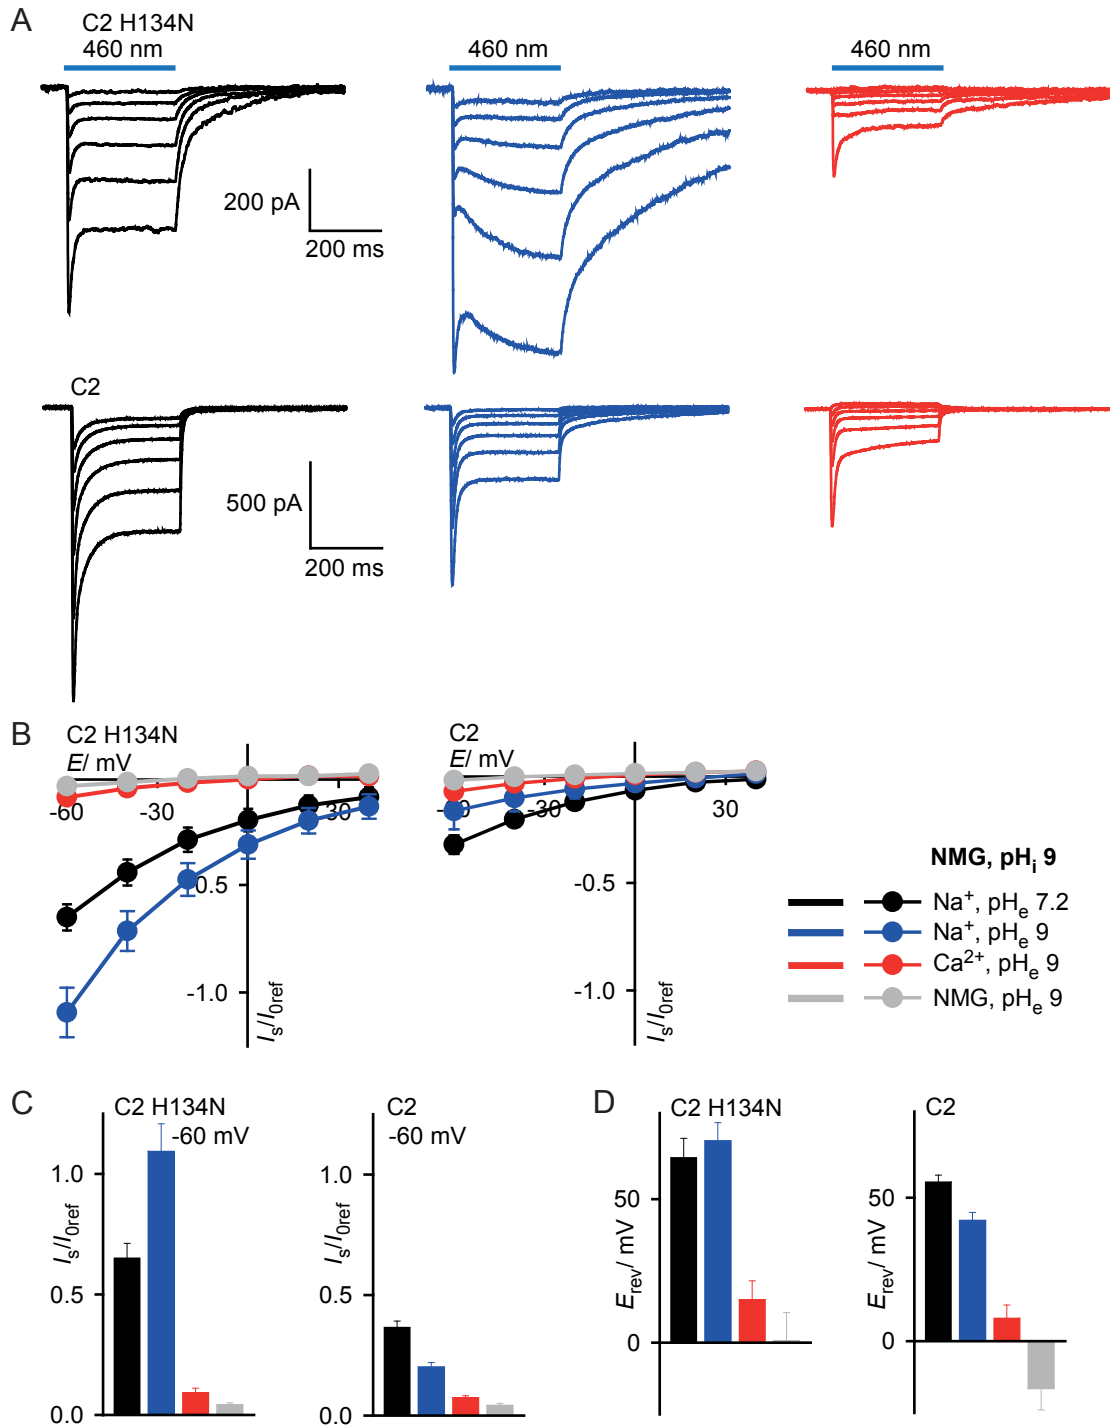 A
C2 H134N
460 nm
460 nm
460 nm
200 pA
200 ms
C2
500 pA
200 ms
B
C2 H134N
E/ mV
-60
-30
30
-0.5
-1.0
Is/I0ref
C2
E/ mV
-60
-30
30
-0.5
-1.0
Is/I0ref
NMG, pHi 9
Na+, pHe 7.2
Na+, pHe 9
Ca2+, pHe 9
NMG, pHe 9
C
C2 H134N
-60 mV
1.0
0.5
0.0
Is/I0ref
C2
-60 mV
1.0
0.5
0.0
Is/I0ref
D
C2 H134N
50
0
Erev/ mV
C2
50
0
Erev/ mV